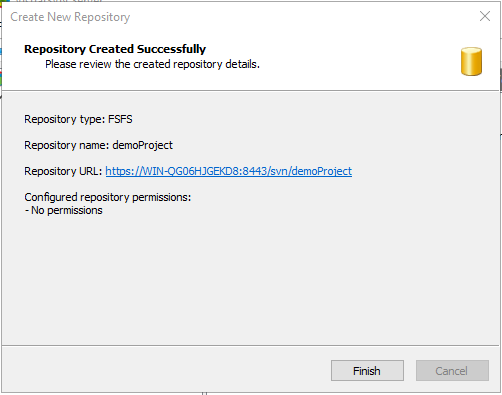 Create New Repository
Repository Created Successfully
Please review the created repository details.
Repository type: FSFS
Repository name: demoProject
Repository URL: https://WIN-QG06HJGEKD8:8443/svn/demoProject
Configured repository permissions:
- No permissions
Finish
Cancel